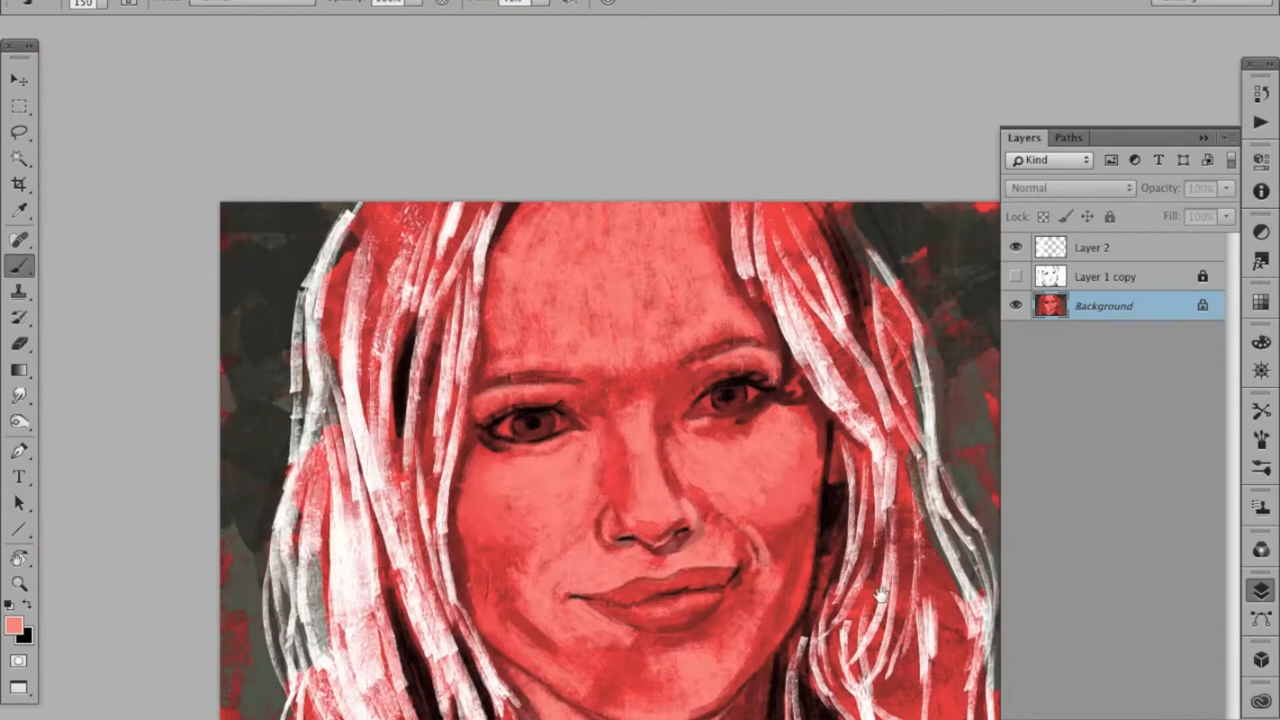 150
Layers Paths
Kind
Normal Opacity: 100%
Lock: Fill: 100%
Layer 2
Layer 1 copy
Background